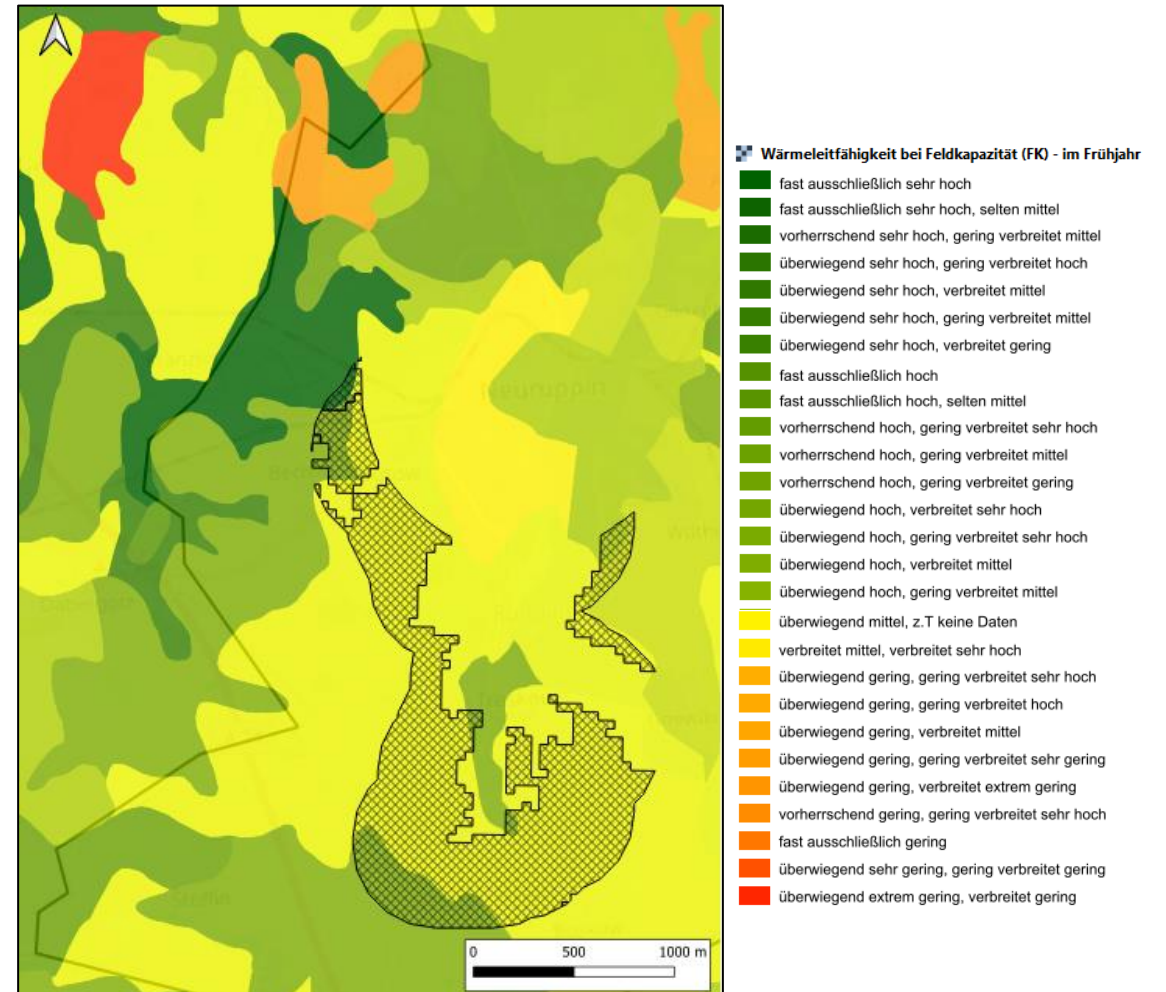 Wärmeleitfähigkeit bei Feldkapazität (FK) - im Frühjahr
fast ausschließlich sehr hoch
fast ausschließlich sehr hoch, selten mittel
vorherrschend sehr hoch, gering verbreitet mittel
überwiegend sehr hoch, gering verbreitet hoch
überwiegend sehr hoch, verbreitet mittel
überwiegend sehr hoch, gering verbreitet mittel
überwiegend sehr hoch, verbreitet gering
fast ausschließlich hoch
fast ausschließlich hoch, selten mittel
vorherrschend hoch, gering verbreitet sehr hoch
vorherrschend hoch, gering verbreitet mittel
vorherrschend hoch, gering verbreitet gering
überwiegend hoch, verbreitet sehr hoch
überwiegend hoch, gering verbreitet sehr hoch
überwiegend hoch, verbreitet mittel
überwiegend hoch, gering verbreitet mittel
überwiegend mittel, z.T keine Daten
verbreitet mittel, verbreitet sehr hoch
überwiegend gering, gering verbreitet sehr hoch
überwiegend gering, gering verbreitet hoch
überwiegend gering, verbreitet mittel
überwiegend gering, gering verbreitet sehr gering
überwiegend gering, verbreitet extrem gering
vorherrschend gering, gering verbreitet sehr hoch
fast ausschließlich gering
überwiegend sehr gering, gering verbreitet gering
überwiegend extrem gering, verbreitet gering
Neuruppin
0 500 1000 m